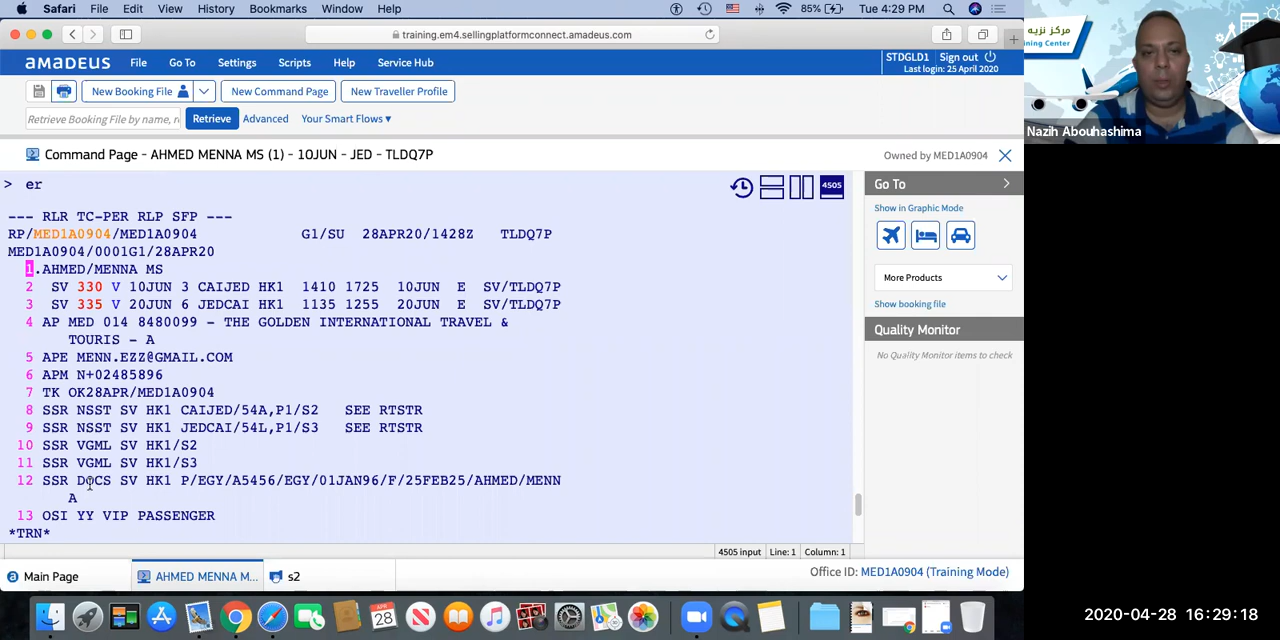 Safari File Edit View History Bookmarks Window Help 85% Tue 4:29 PM
training.em4.sellingplatformconnect.amadeus.com
amadeus File Go To Settings Scripts Help Service Hub STDGLD1 Sign out
Last login: 25 April 2020
New Booking File New Command Page New Traveller Profile
Retrieve Booking File by name, r Retrieve Advanced Your Smart Flows ▾
Command Page - AHMED MENNA MS (1) - 10JUN - JED - TLDQ7P Owned by MED1A0904
> er
4505
--- RLR TC-PER RLP SFP ---
RP/MED1A0904/MED1A0904 G1/SU 28APR20/1428Z TLDQ7P
MED1A0904/0001G1/28APR20
1.AHMED/MENNA MS
2 SV 330 V 10JUN 3 CAIJED HK1 1410 1725 10JUN E SV/TLDQ7P
3 SV 335 V 20JUN 6 JEDCAI HK1 1135 1255 20JUN E SV/TLDQ7P
4 AP MED 014 8480099 - THE GOLDEN INTERNATIONAL TRAVEL &
TOURIS - A
5 APE MENN.EZZ@GMAIL.COM
6 APM N+02485896
7 TK OK28APR/MED1A0904
8 SSR NSST SV HK1 CAIJED/54A,P1/S2 SEE RTSTR
9 SSR NSST SV HK1 JEDCAI/54L,P1/S3 SEE RTSTR
10 SSR VGML SV HK1/S2
11 SSR VGML SV HK1/S3
12 SSR DOCS SV HK1 P/EGY/A5456/EGY/01JAN96/F/25FEB25/AHMED/MENN
A
13 OSI YY VIP PASSENGER
*TRN*
4505 input Line: 1 Column: 1
Go To
Show in Graphic Mode
More Products
Show booking file
Quality Monitor
No Quality Monitor items to check
Main Page AHMED MENNA M... s2
Office ID: MED1A0904 (Training Mode)
APR
28
مركز نزيه
ining Center
Nazih Abouhashima
2020-04-28 16:29:18